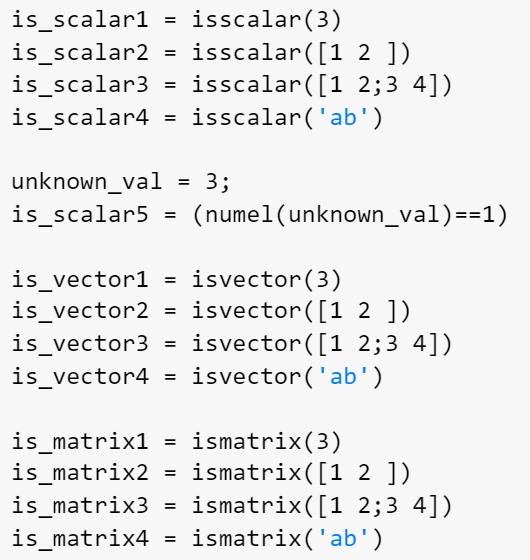 is_scalar1 = isscalar(3)
is_scalar2 = isscalar([1 2 ])
is_scalar3 = isscalar([1 2;3 4])
is_scalar4 = isscalar('ab')
unknown_val = 3;
is_scalar5 = (numel(unknown_val)==1)
is_vector1 = isvector(3)
is_vector2 = isvector([1 2 ])
is_vector3 = isvector([1 2;3 4])
is_vector4 = isvector('ab')
is_matrix1 = ismatrix(3)
is_matrix2 = ismatrix([1 2 ])
is_matrix3 = ismatrix([1 2;3 4])
is_matrix4 = ismatrix('ab')